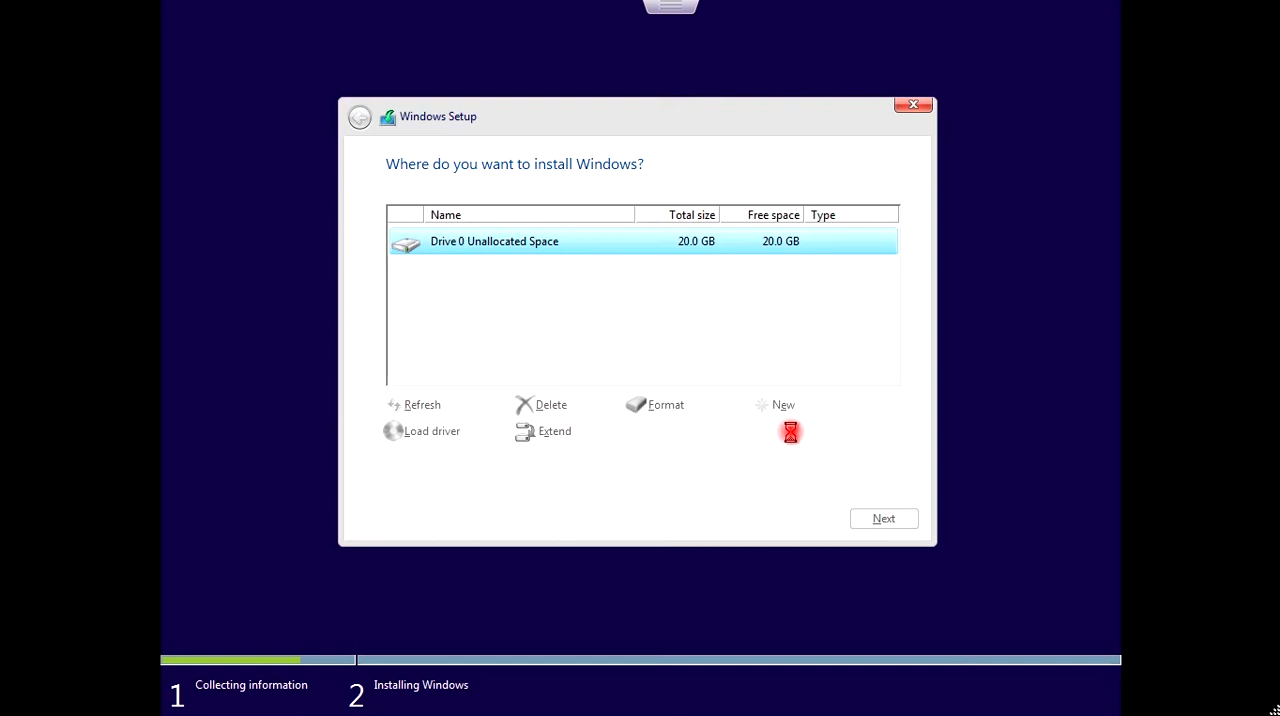 Windows Setup
Where do you want to install Windows?
Name Total size Free space Type
Drive 0 Unallocated Space 20.0 GB 20.0 GB
Refresh Delete Format New
Load driver Extend
Next
1 Collecting information 2 Installing Windows